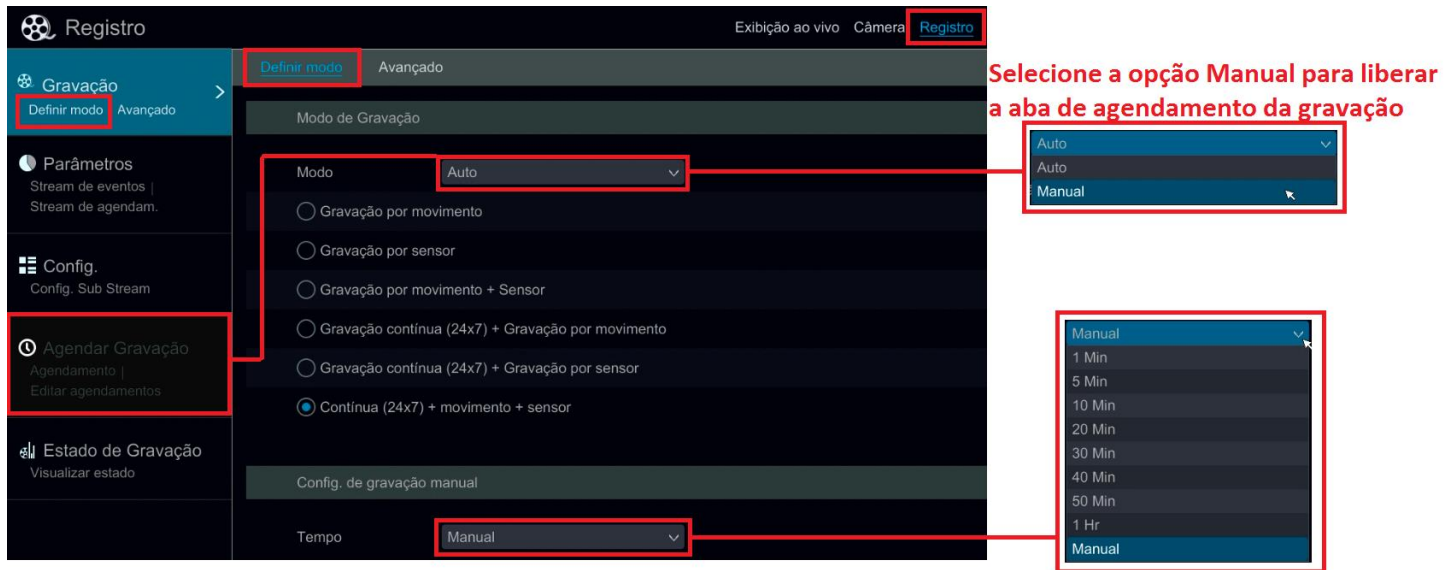 Registro
Exibição ao vivo Câmera Registro
Gravação
Definir modo Avançado
Parâmetros
Stream de eventos |
Stream de agendam.
Config.
Config. Sub Stream
Agendar Gravação
Agendamento |
Editar agendamentos
Estado de Gravação
Visualizar estado
Definir modo Avançado
Modo de Gravação
Modo Auto
Gravação por movimento
Gravação por sensor
Gravação por movimento + Sensor
Gravação contínua (24x7) + Gravação por movimento
Gravação contínua (24x7) + Gravação por sensor
Contínua (24x7) + movimento + sensor
Config. de gravação manual
Tempo Manual
Selecione a opção Manual para liberar
a aba de agendamento da gravação
Auto
Auto
Manual
Manual
1 Min
5 Min
10 Min
20 Min
30 Min
40 Min
50 Min
1 Hr
Manual